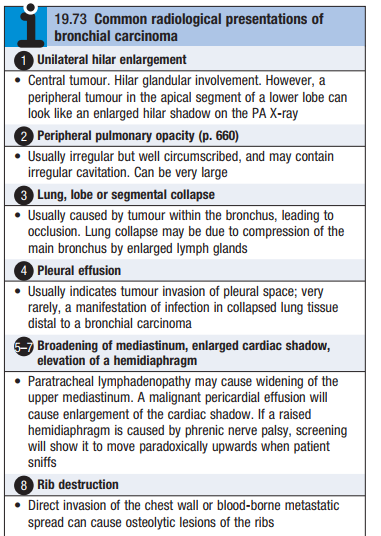 i
19.73 Common radiological presentations of
bronchial carcinoma
1 Unilateral hilar enlargement
• Central tumour. Hilar glandular involvement. However, a
peripheral tumour in the apical segment of a lower lobe can
look like an enlarged hilar shadow on the PA X-ray
2 Peripheral pulmonary opacity (p. 660)
• Usually irregular but well circumscribed, and may contain
irregular cavitation. Can be very large
3 Lung, lobe or segmental collapse
• Usually caused by tumour within the bronchus, leading to
occlusion. Lung collapse may be due to compression of the
main bronchus by enlarged lymph glands
4 Pleural effusion
• Usually indicates tumour invasion of pleural space; very
rarely, a manifestation of infection in collapsed lung tissue
distal to a bronchial carcinoma
5–7 Broadening of mediastinum, enlarged cardiac shadow,
elevation of a hemidiaphragm
• Paratracheal lymphadenopathy may cause widening of the
upper mediastinum. A malignant pericardial effusion will
cause enlargement of the cardiac shadow. If a raised
hemidiaphragm is caused by phrenic nerve palsy, screening
will show it to move paradoxically upwards when patient
sniffs
8 Rib destruction
• Direct invasion of the chest wall or blood-borne metastatic
spread can cause osteolytic lesions of the ribs